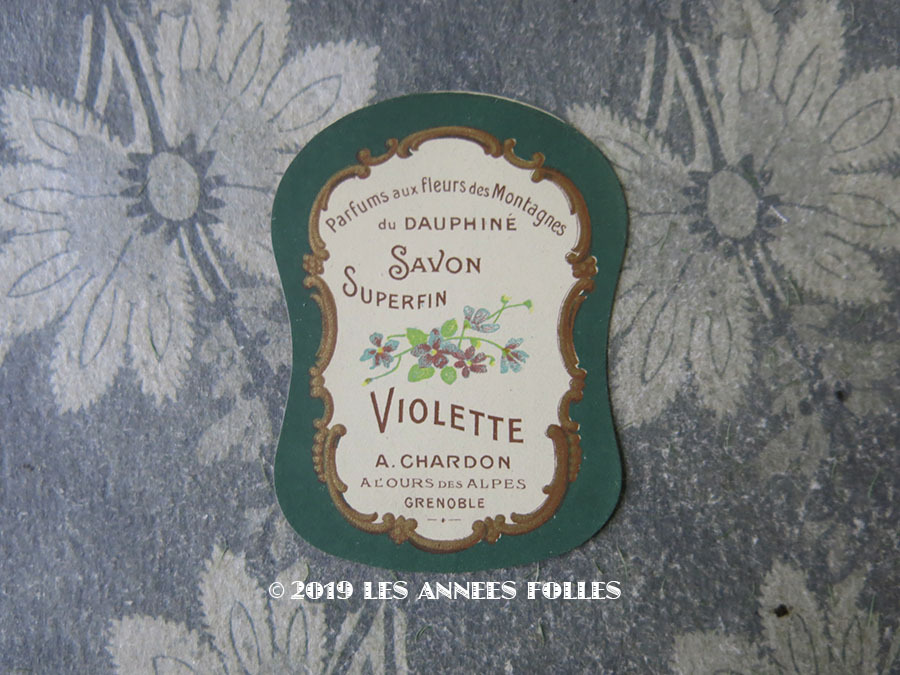 Parfums aux fleurs des Montagnes
du DAUPHINÉ
SAVON
SUPERFIN
VIOLETTE
A. CHARDON
A L'OURS DES ALPES
GRENOBLE
© 2019 LES ANNEES FOLLES